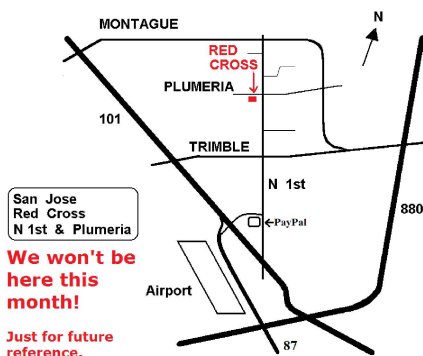 MONTAGUE
N
RED
CROSS
PLUMERIA
101
TRIMBLE
N 1st
880
San Jose
Red Cross
N 1st & Plumeria
PayPal
We won't be
here this
month!
Airport
Just for future
reference.
87